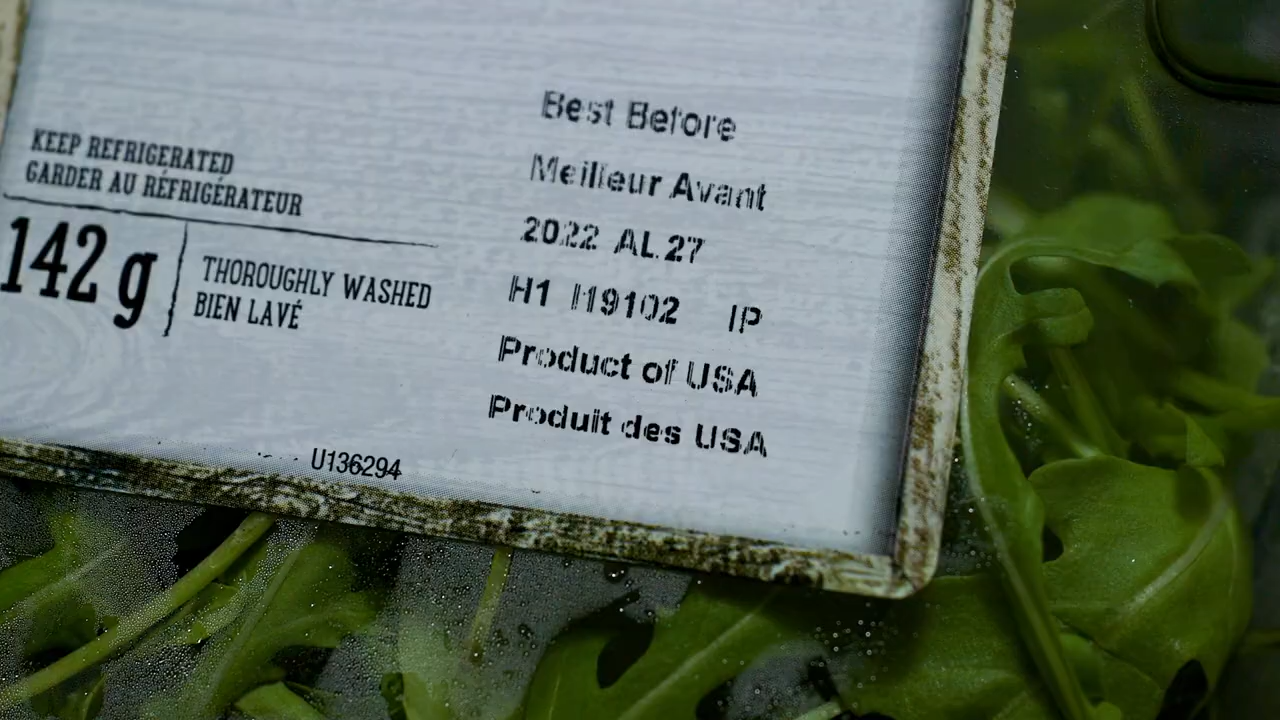 KEEP REFRIGERATED
GARDER AU RÉFRIGÉRATEUR
142 g
THOROUGHLY WASHED
BIEN LAVÉ
Best Before
Meilleur Avant
2022 AL 27
H1 I19102 IP
Product of USA
Produit des USA
U136294